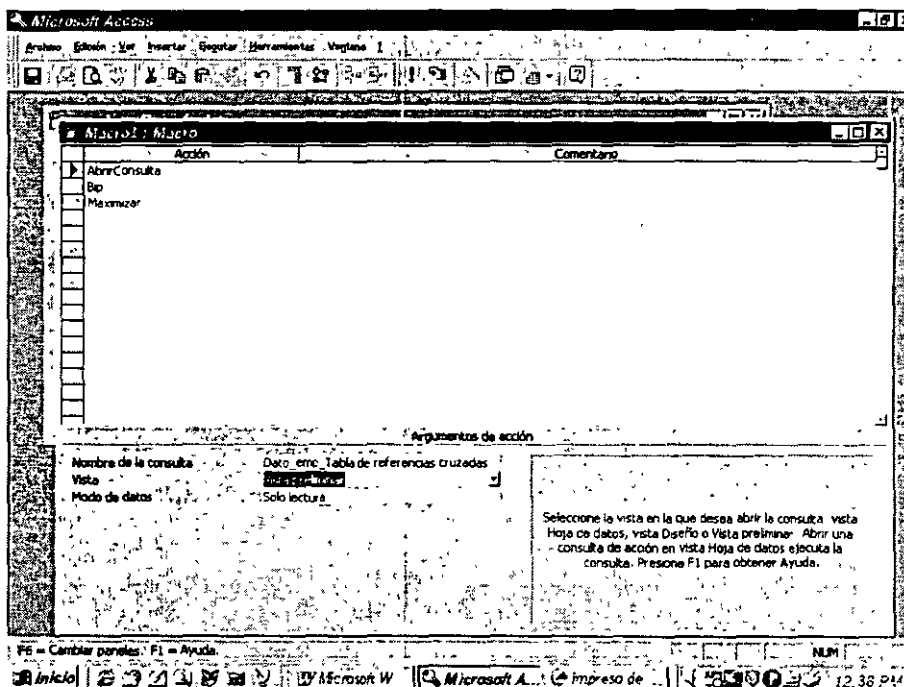 Microsoft Access
Archivo Edición Ver Insertar Ejecutar Herramientas Ventana ?
Macro1 : Macro
Acción Comentario
AbrirConsulta
Bip
Maximizar
Argumentos de acción
Nombre de la consulta Dato_emp_Tabla de referencias cruzadas
Vista Vista preliminar
Modo de datos Solo lectura
Seleccione la vista en la que desea abrir la consulta vista
Hoja de datos, vista Diseño o Vista preliminar Abrir una
consulta de acción en vista Hoja de datos ejecuta la
consulta. Presione F1 para obtener Ayuda.
F6 = Cambiar paneles. F1 = Ayuda. NUM
Inicio Microsoft W Microsoft A... Impreso de ... 12.38 PM